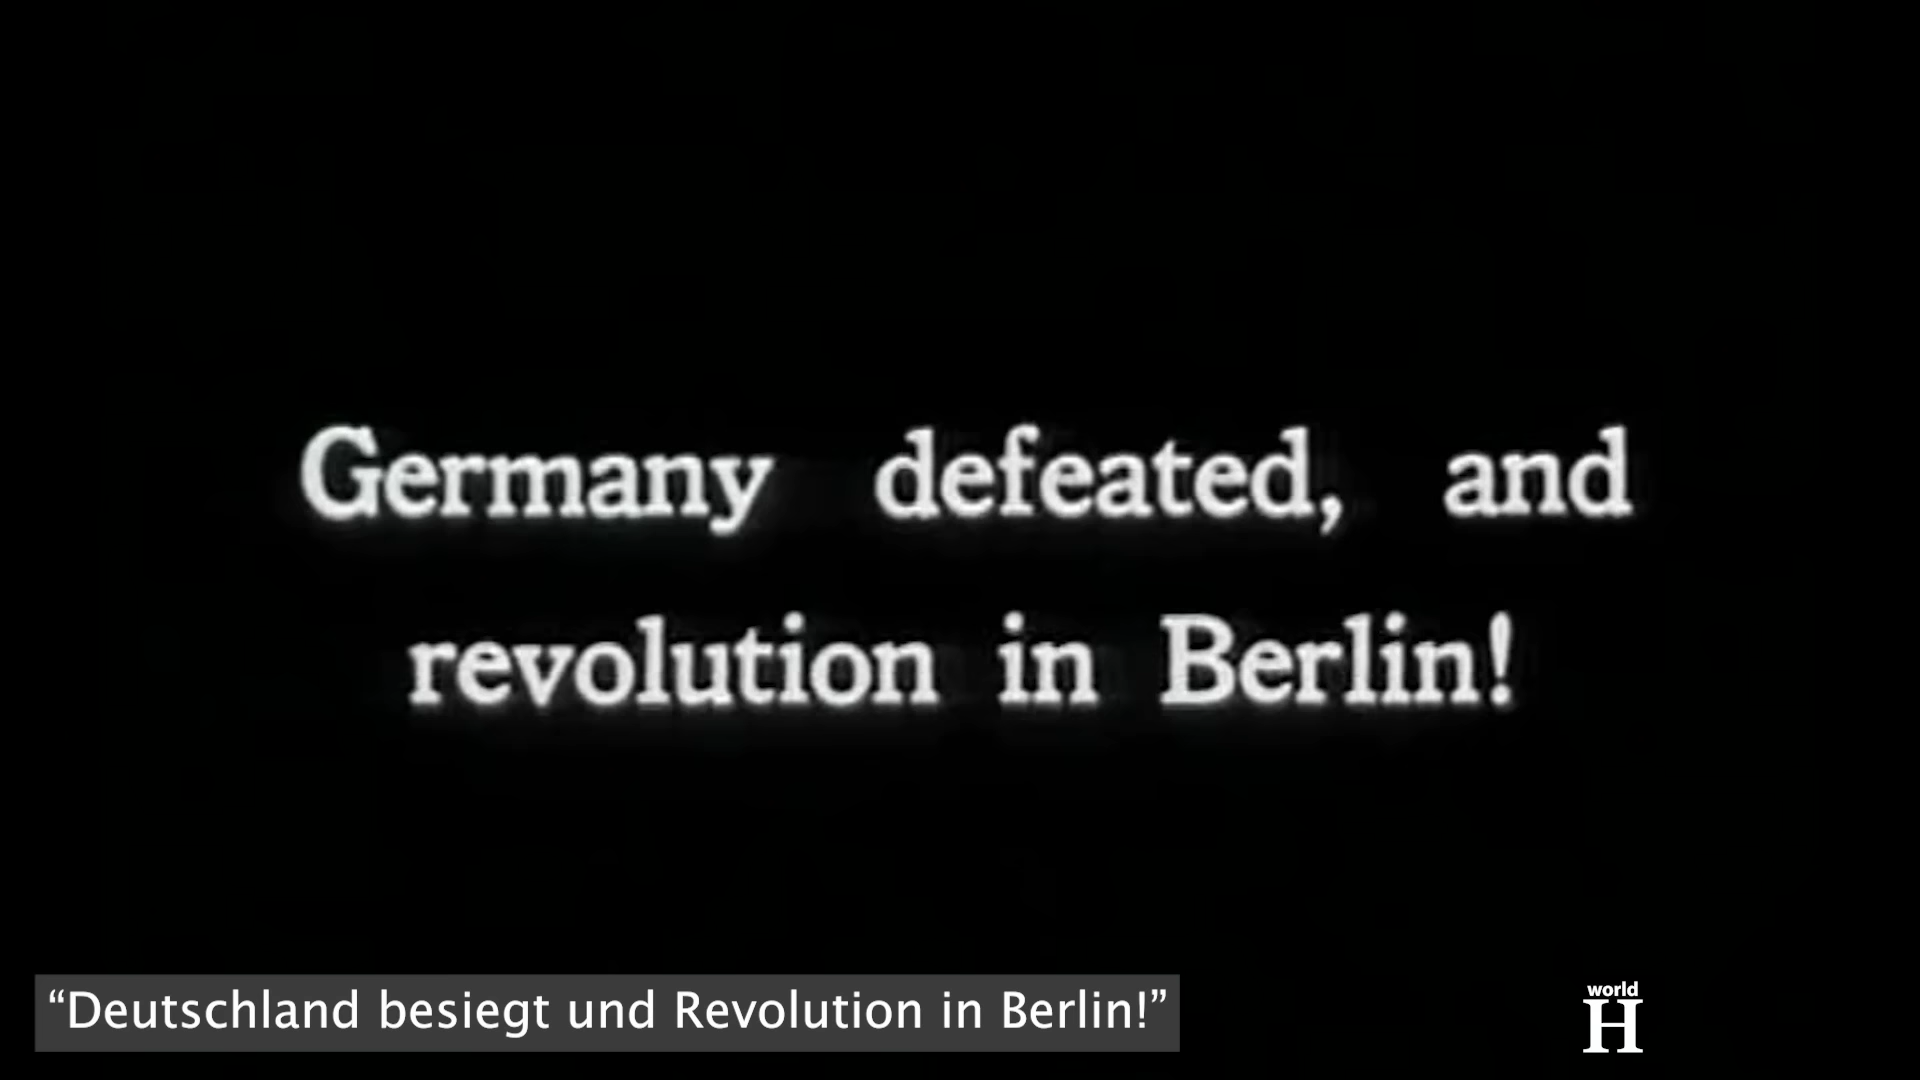 Germany defeated, and
revolution in Berlin!
“Deutschland besiegt und Revolution in Berlin!”
world
H